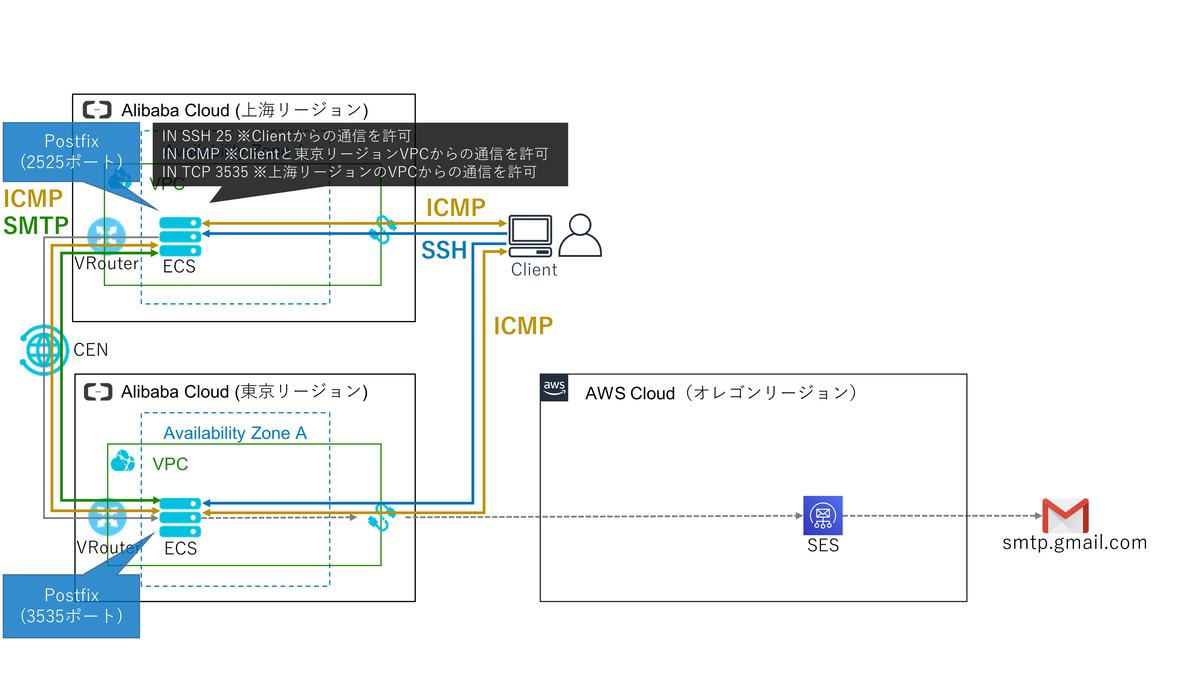 Alibaba Cloud (上海リージョン)
Postfix
(2525ポート)
IN SSH 25 ※Clientからの通信を許可
IN ICMP ※Clientと東京リージョンVPCからの通信を許可
IN TCP 3535 ※上海リージョンのVPCからの通信を許可
VPC
ICMP
SMTP
ICMP
SSH
VRouter
ECS
Client
ICMP
CEN
Alibaba Cloud (東京リージョン)
aws
AWS Cloud（オレゴンリージョン）
Availability Zone A
VPC
VRouter
ECS
SES
smtp.gmail.com
Postfix
(3535ポート)